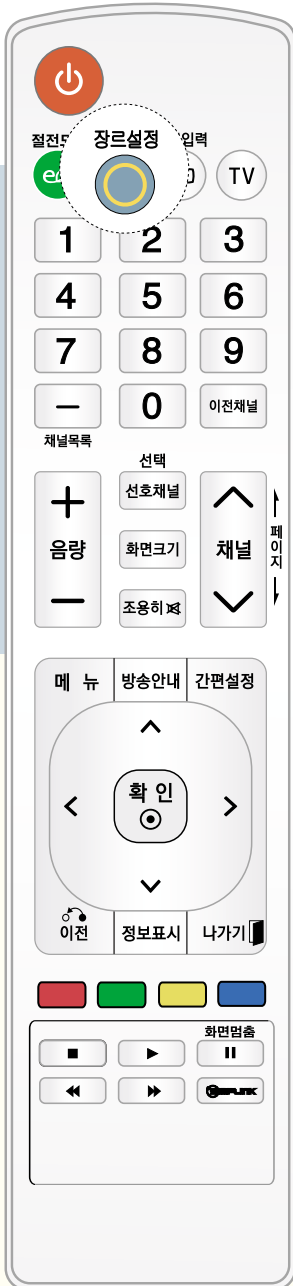 절전모 장르설정 입력
e TV
1 2 3
4 5 6
7 8 9
- 0 이전채널
채널목록
선택
+ 선호채널
음량 화면크기 채널 페이지
- 조용히
메 뉴 방송안내 간편설정
확 인
이전 정보표시 나가기
화면멈춤